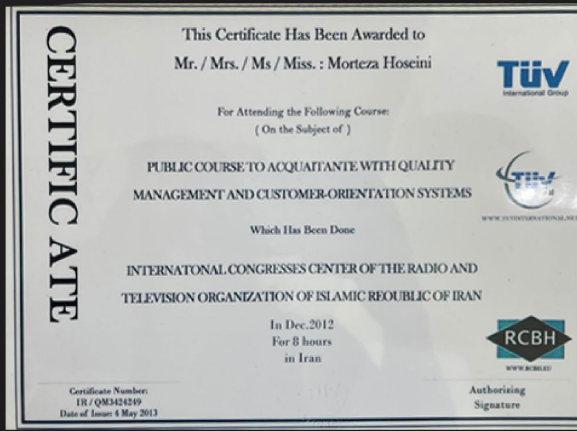 CERTIFIC ATE
This Certificate Has Been Awarded to
Mr. / Mrs. / Ms / Miss. : Morteza Hoseini
TÜV
International Group
For Attending the Following Course:
( On the Subject of )
PUBLIC COURSE TO ACQUAITANTE WITH QUALITY
MANAGEMENT AND CUSTOMER-ORIENTATION SYSTEMS
TÜV
WWW.TUVINTERNATIONAL.NET
Which Has Been Done
INTERNATONAL CONGRESSES CENTER OF THE RADIO AND
TELEVISION ORGANIZATION OF ISLAMIC REOUBLIC OF IRAN
In Dec.2012
For 8 hours
in Iran
RCBH
WWW.RCBH.EU
Certificate Number:
IR / QM3424249
Date of Issue: 4 May 2013
Authorizing
Signature